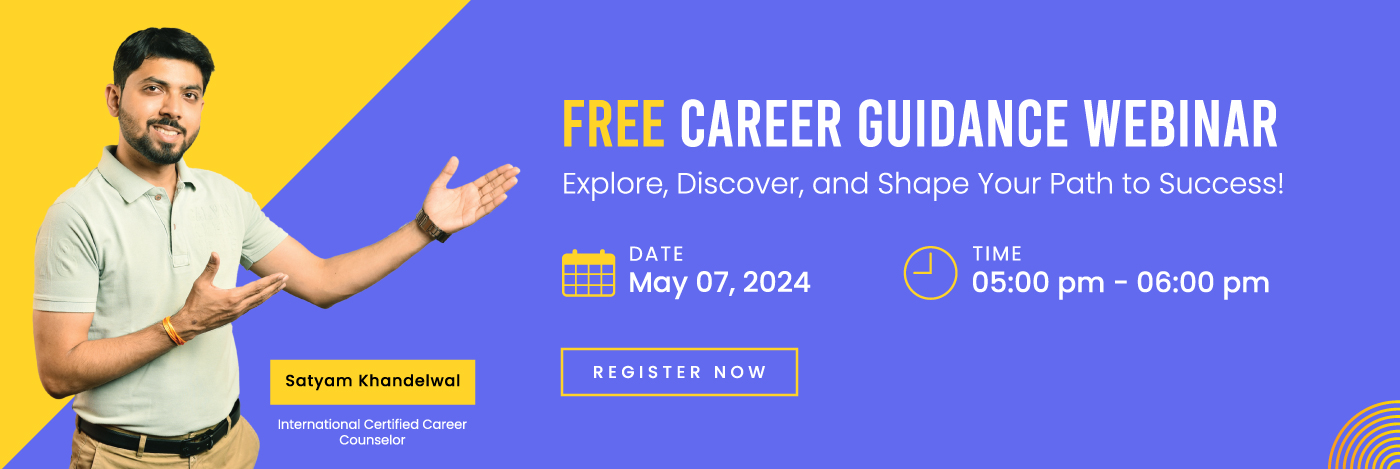 FREE CAREER GUIDANCE WEBINAR
Explore, Discover, and Shape Your Path to Success!
DATE
May 07, 2024
TIME
05:00 pm - 06:00 pm
REGISTER NOW
Satyam Khandelwal
International Certified Career
Counselor